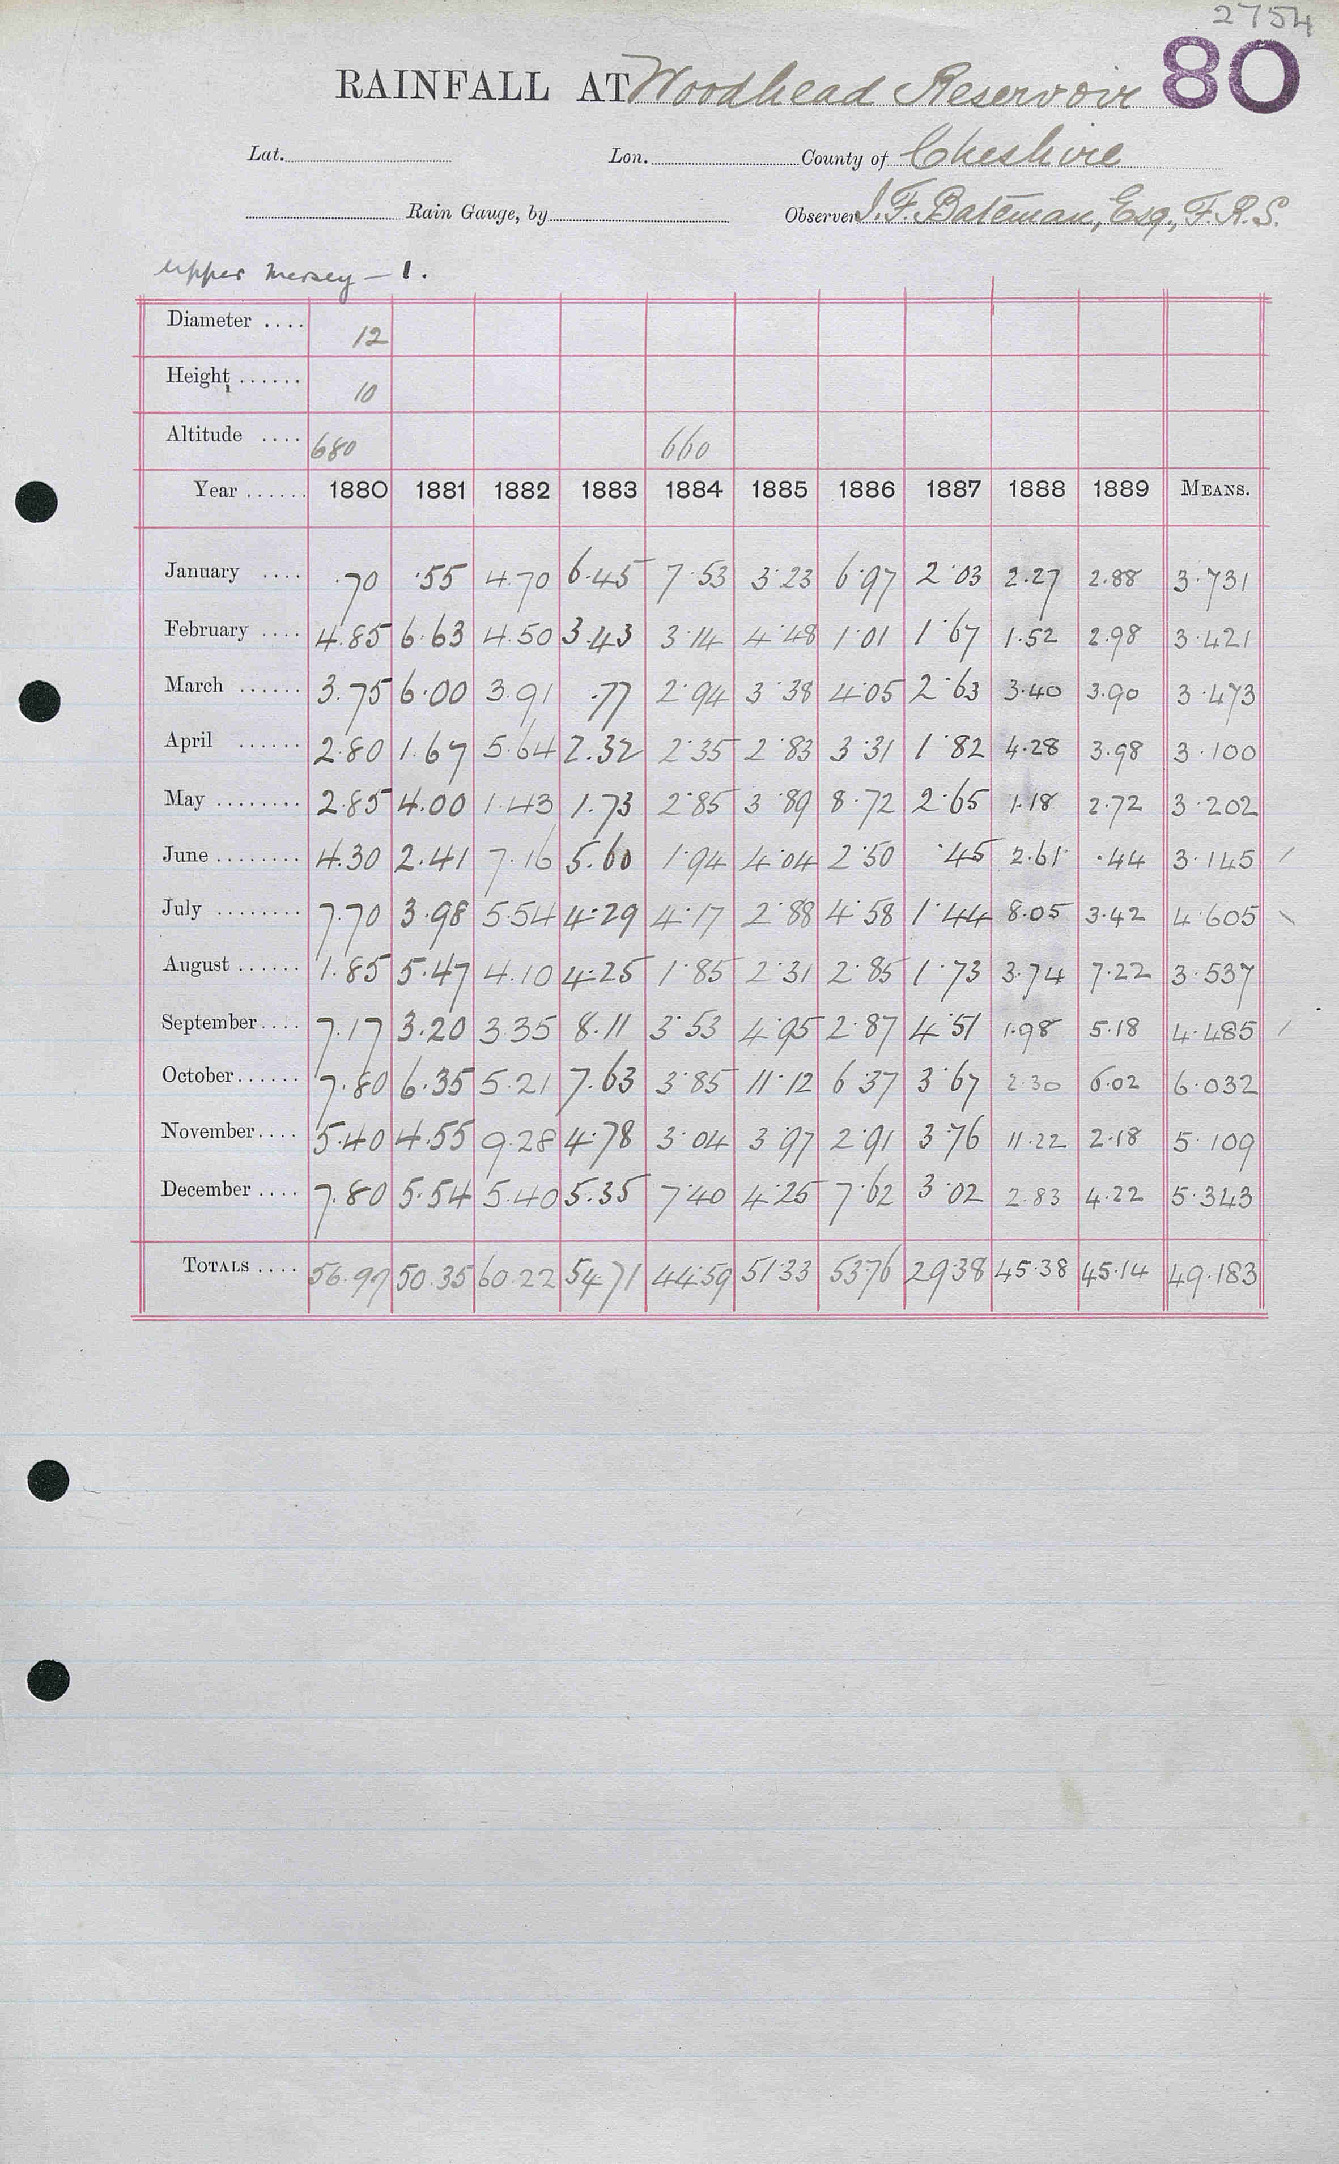 2754
RAINFALL AT Woodhead Reservoir 80
Lat. Lon. County of Cheshire
Rain Gauge, by Observer J. F. Bateman, Esq., F.R.S.
Upper Mersey — 1.
Diameter .... 12
Height ...... 10
Altitude .... 680 660
Year ...... 1880 1881 1882 1883 1884 1885 1886 1887 1888 1889 MEANS.
January .... .70 .55 4.70 6.45 7.53 3.23 6.97 2.03 2.27 2.88 3.731
February .... 4.85 6.63 4.50 3.43 3.14 4.48 1.01 1.67 1.52 2.98 3.421
March ...... 3.75 6.00 3.91 .77 2.94 3.38 4.05 2.63 3.40 3.90 3.473
April ...... 2.80 1.67 5.64 2.32 2.35 2.83 3.31 1.82 4.28 3.98 3.100
May ........ 2.85 4.00 1.43 1.73 2.85 3.89 8.72 2.65 1.18 2.72 3.202
June ........ 4.30 2.41 7.16 5.60 1.94 4.04 2.50 .45 2.61 .44 3.145 /
July ........ 7.70 3.98 5.54 4.29 4.17 2.88 4.58 1.44 8.05 3.42 4.605 \
August ...... 1.85 5.47 4.10 4.25 1.85 2.31 2.85 1.73 3.74 7.22 3.537
September .... 7.17 3.20 3.35 8.11 3.53 4.95 2.87 4.51 1.98 5.18 4.485 /
October ...... 7.80 6.35 5.21 7.63 3.85 11.12 6.37 3.67 2.30 6.02 6.032
November .... 5.40 4.55 9.28 4.78 3.04 3.97 2.91 3.76 11.22 2.18 5.109
December .... 7.80 5.54 5.40 5.35 7.40 4.25 7.62 3.02 2.83 4.22 5.343
TOTALS .... 56.97 50.35 60.22 54.71 44.59 51.33 53.76 29.38 45.38 45.14 49.183